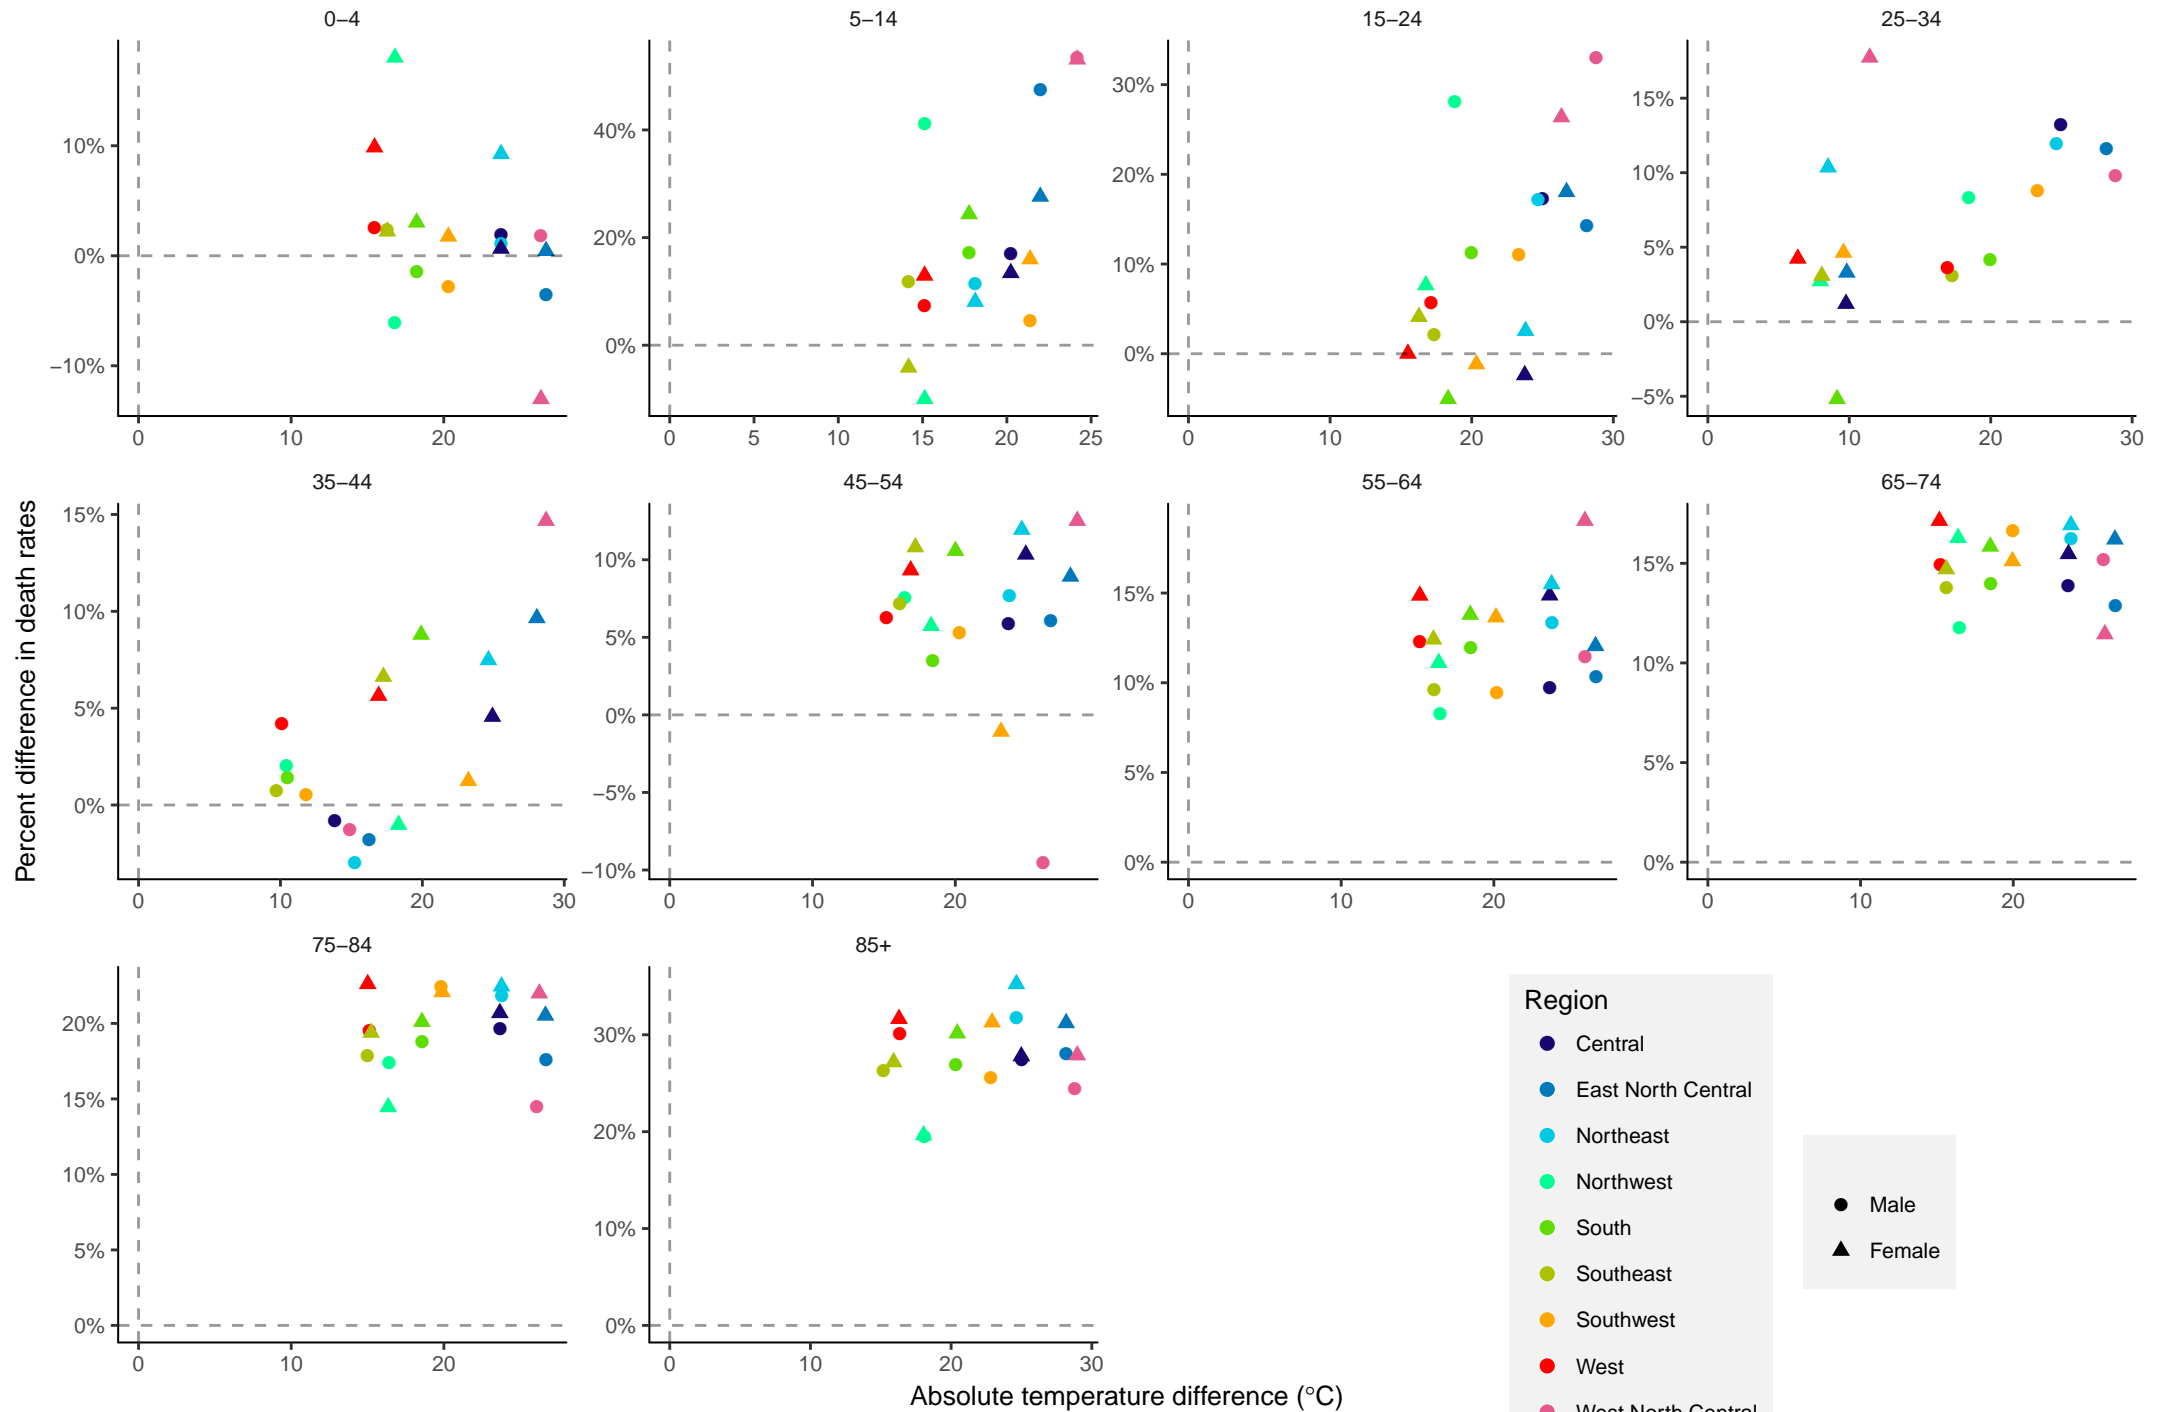 0–4 5–14 15–24 25–34
10%
0%
−10%
0 10 20
40%
20%
0%
0 5 10 15 20 25
30%
20%
10%
0%
0 10 20 30
15%
10%
5%
0%
−5%
0 10 20 30
Percent difference in death rates
35–44 45–54 55–64 65–74
15%
10%
5%
0%
0 10 20 30
10%
5%
0%
−5%
−10%
0 10 20
15%
10%
5%
0%
0 10 20
15%
10%
5%
0%
0 10 20
75–84 85+
20%
15%
10%
5%
0%
0 10 20
30%
20%
10%
0%
0 10 20 30
Absolute temperature difference (°C)
Region
Central
East North Central
Northeast
Northwest
South
Southeast
Southwest
West
West North Central
Male
Female